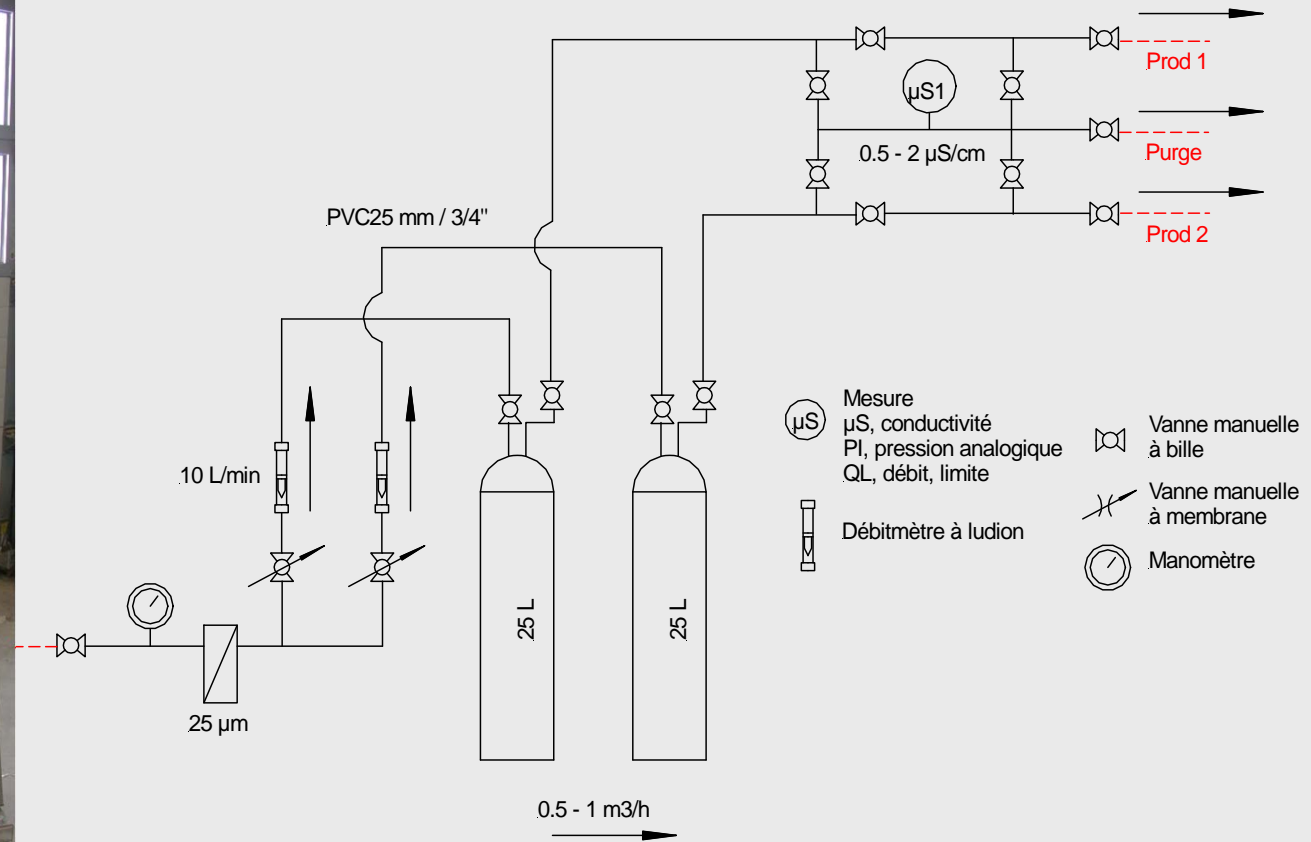 Prod 1
µS1
0.5 - 2 µS/cm
Purge
Prod 2
PVC25 mm / 3/4"
10 L/min
25 µm
25 L
25 L
0.5 - 1 m3/h
µS
Mesure
µS, conductivité
PI, pression analogique
QL, débit, limite
Débitmètre à ludion
Vanne manuelle
à bille
Vanne manuelle
à membrane
Manomètre